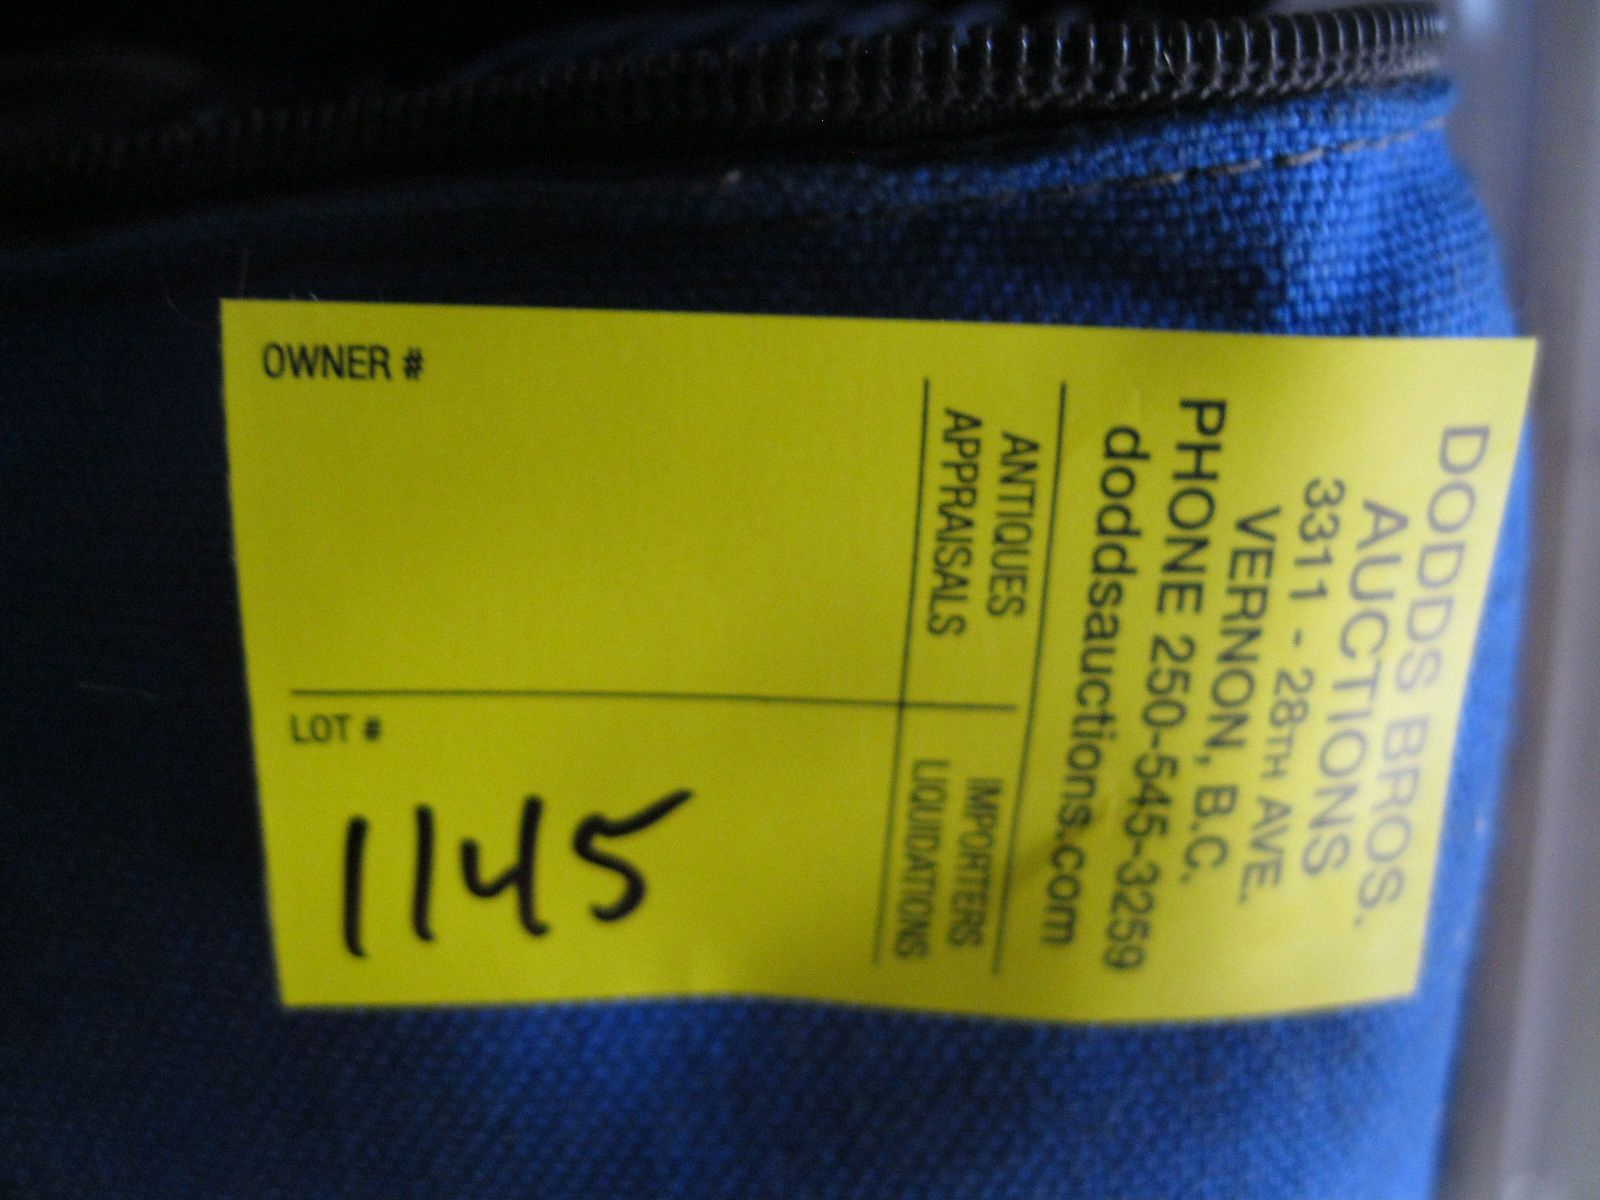 DODDS BROS.
AUCTIONS
3311 - 28TH AVE.
VERNON, B.C.
PHONE 250-545-3259
doddsauctions.com
ANTIQUES
APPRAISALS
IMPORTERS
LIQUIDATIONS
OWNER #
LOT #
1145